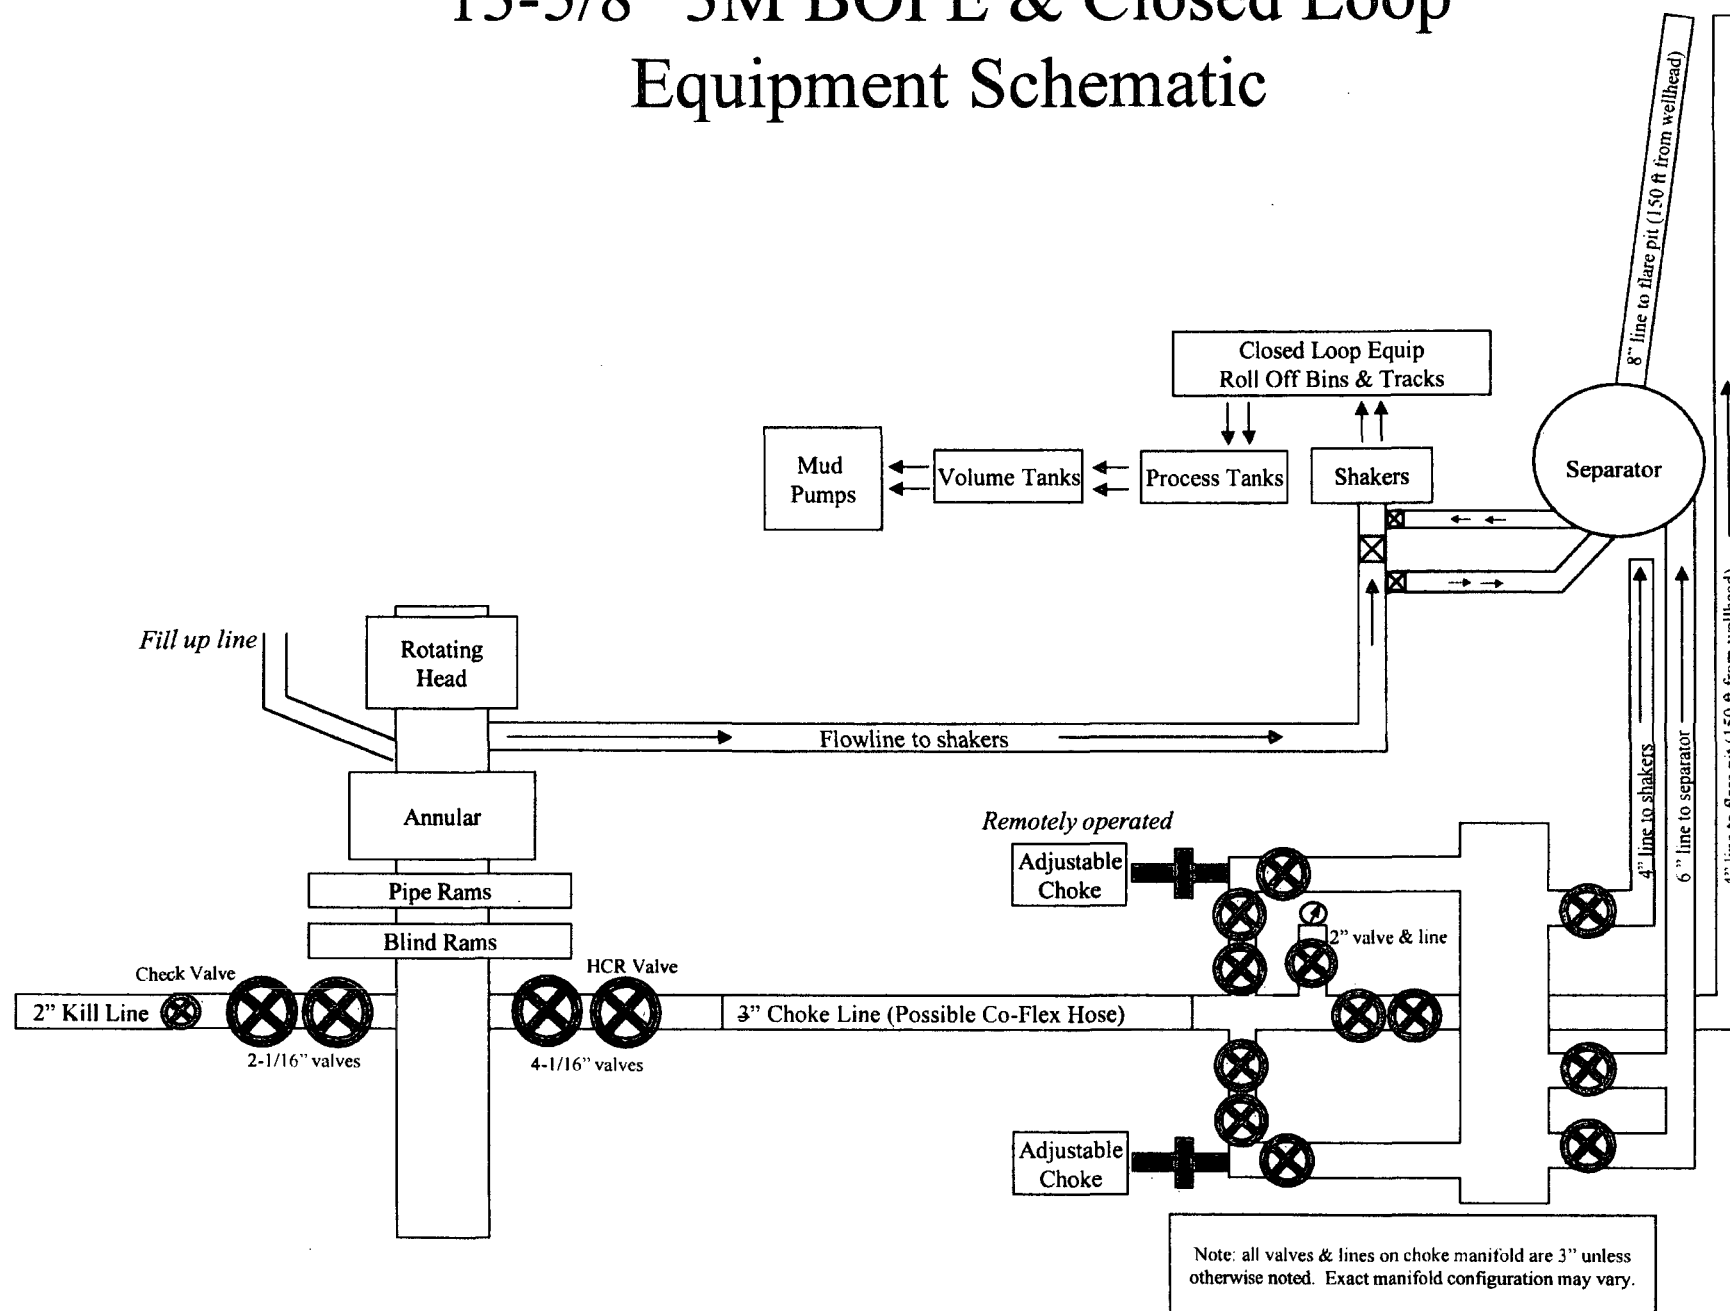 13-5/8" 3M BOPE & Closed Loop
Equipment Schematic
8" line to flare pit (150 ft from wellhead)
Closed Loop Equip
Roll Off Bins & Tracks
Mud
Pumps
Volume Tanks
Process Tanks
Shakers
Separator
Fill up line
Rotating
Head
Flowline to shakers
Annular
Pipe Rams
Blind Rams
Remotely operated
Adjustable
Choke
4" line to shakers
6" line to separator
2" valve & line
Check Valve
HCR Valve
2" Kill Line
3" Choke Line (Possible Co-Flex Hose)
2-1/16" valves
4-1/16" valves
Adjustable
Choke
Note: all valves & lines on choke manifold are 3" unless
otherwise noted. Exact manifold configuration may vary.